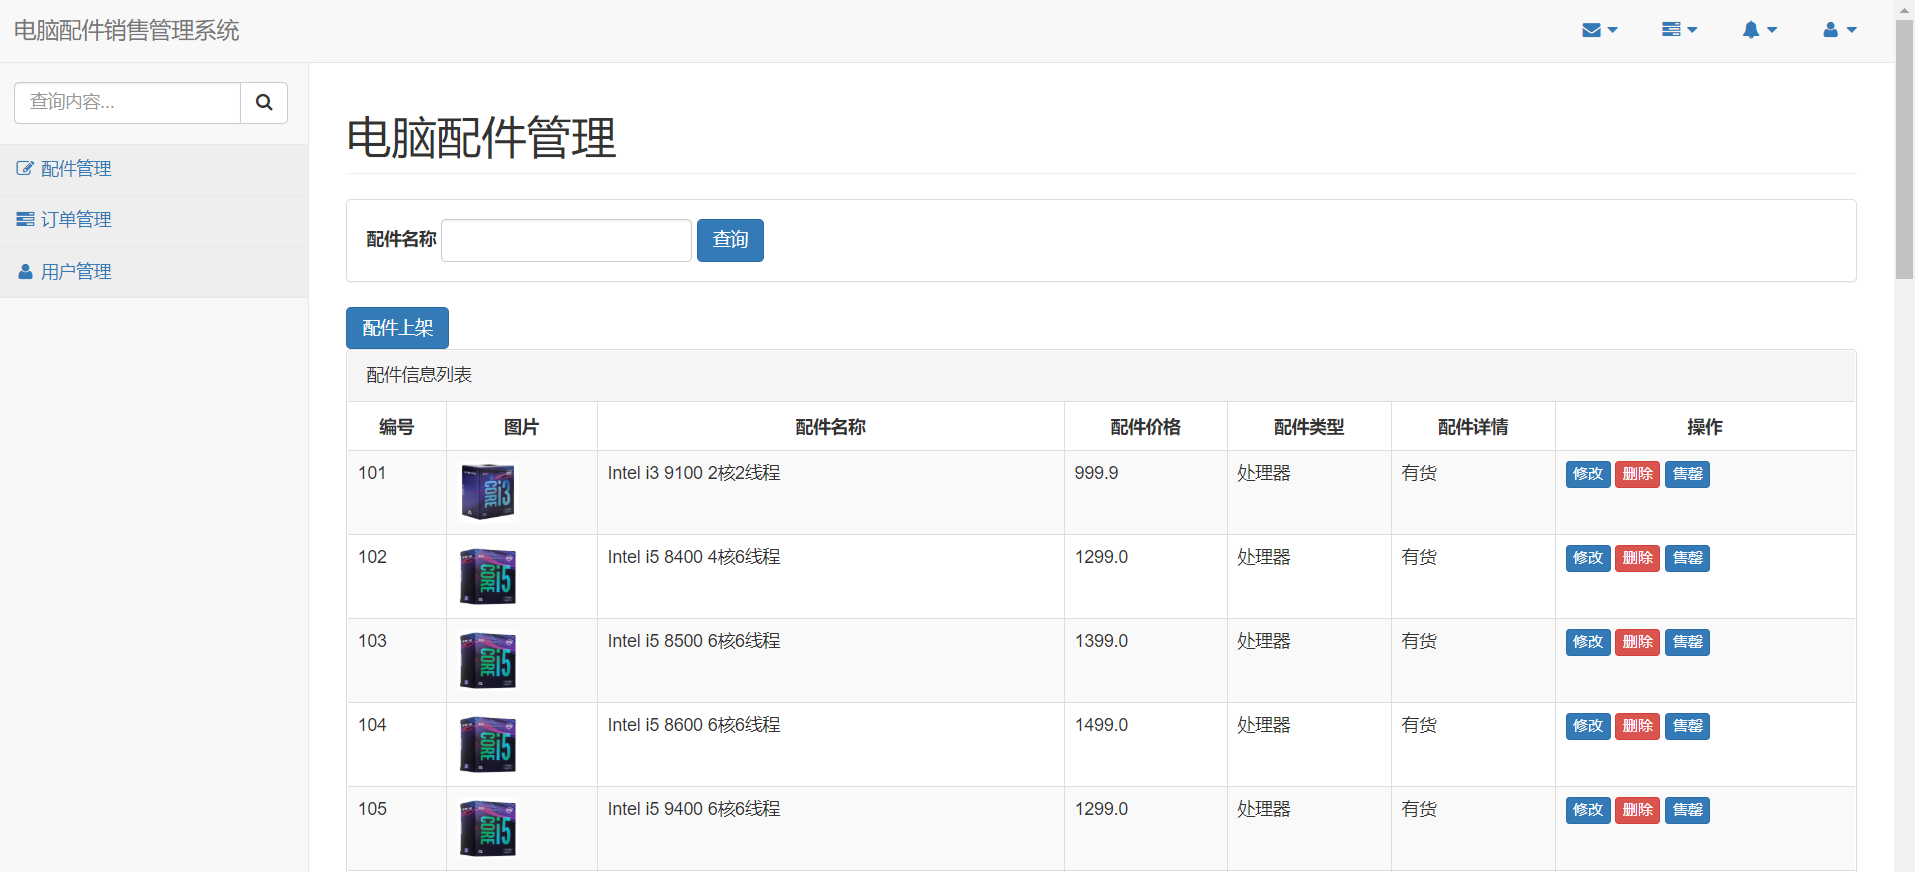 电脑配件销售管理系统
查询内容...
配件管理
订单管理
用户管理
电脑配件管理
配件名称 查询
配件上架
配件信息列表
编号 图片 配件名称 配件价格 配件类型 配件详情 操作
101 CORE i3 Intel i3 9100 2核2线程 999.9 处理器 有货 修改 删除 售罄
102 CORE i5 Intel i5 8400 4核6线程 1299.0 处理器 有货 修改 删除 售罄
103 CORE i5 Intel i5 8500 6核6线程 1399.0 处理器 有货 修改 删除 售罄
104 CORE i5 Intel i5 8600 6核6线程 1499.0 处理器 有货 修改 删除 售罄
105 CORE i5 Intel i5 9400 6核6线程 1299.0 处理器 有货 修改 删除 售罄